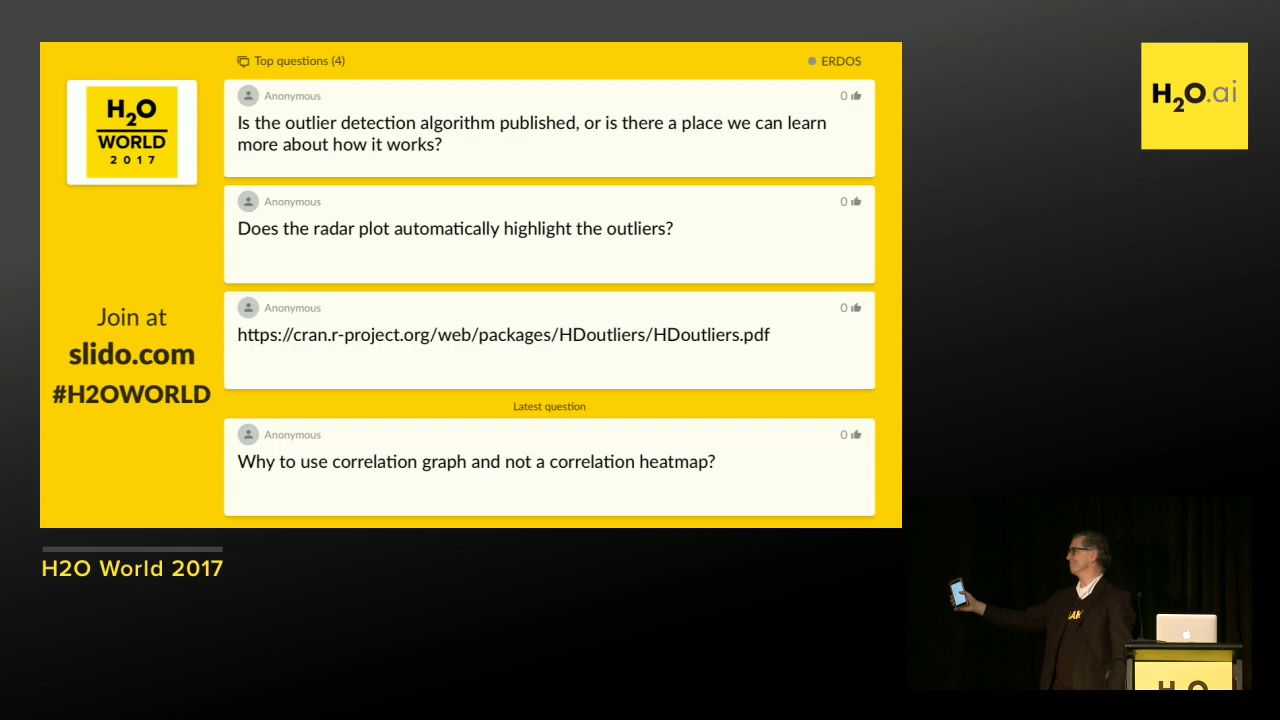 Top questions (4)
ERDOS
H2O
WORLD
2017
Anonymous
0
Is the outlier detection algorithm published, or is there a place we can learn
more about how it works?
Anonymous
0
Does the radar plot automatically highlight the outliers?
Anonymous
0
https://cran.r-project.org/web/packages/HDoutliers/HDoutliers.pdf
Join at
slido.com
#H2OWORLD
Latest question
Anonymous
0
Why to use correlation graph and not a correlation heatmap?
H2O.ai
H2O World 2017